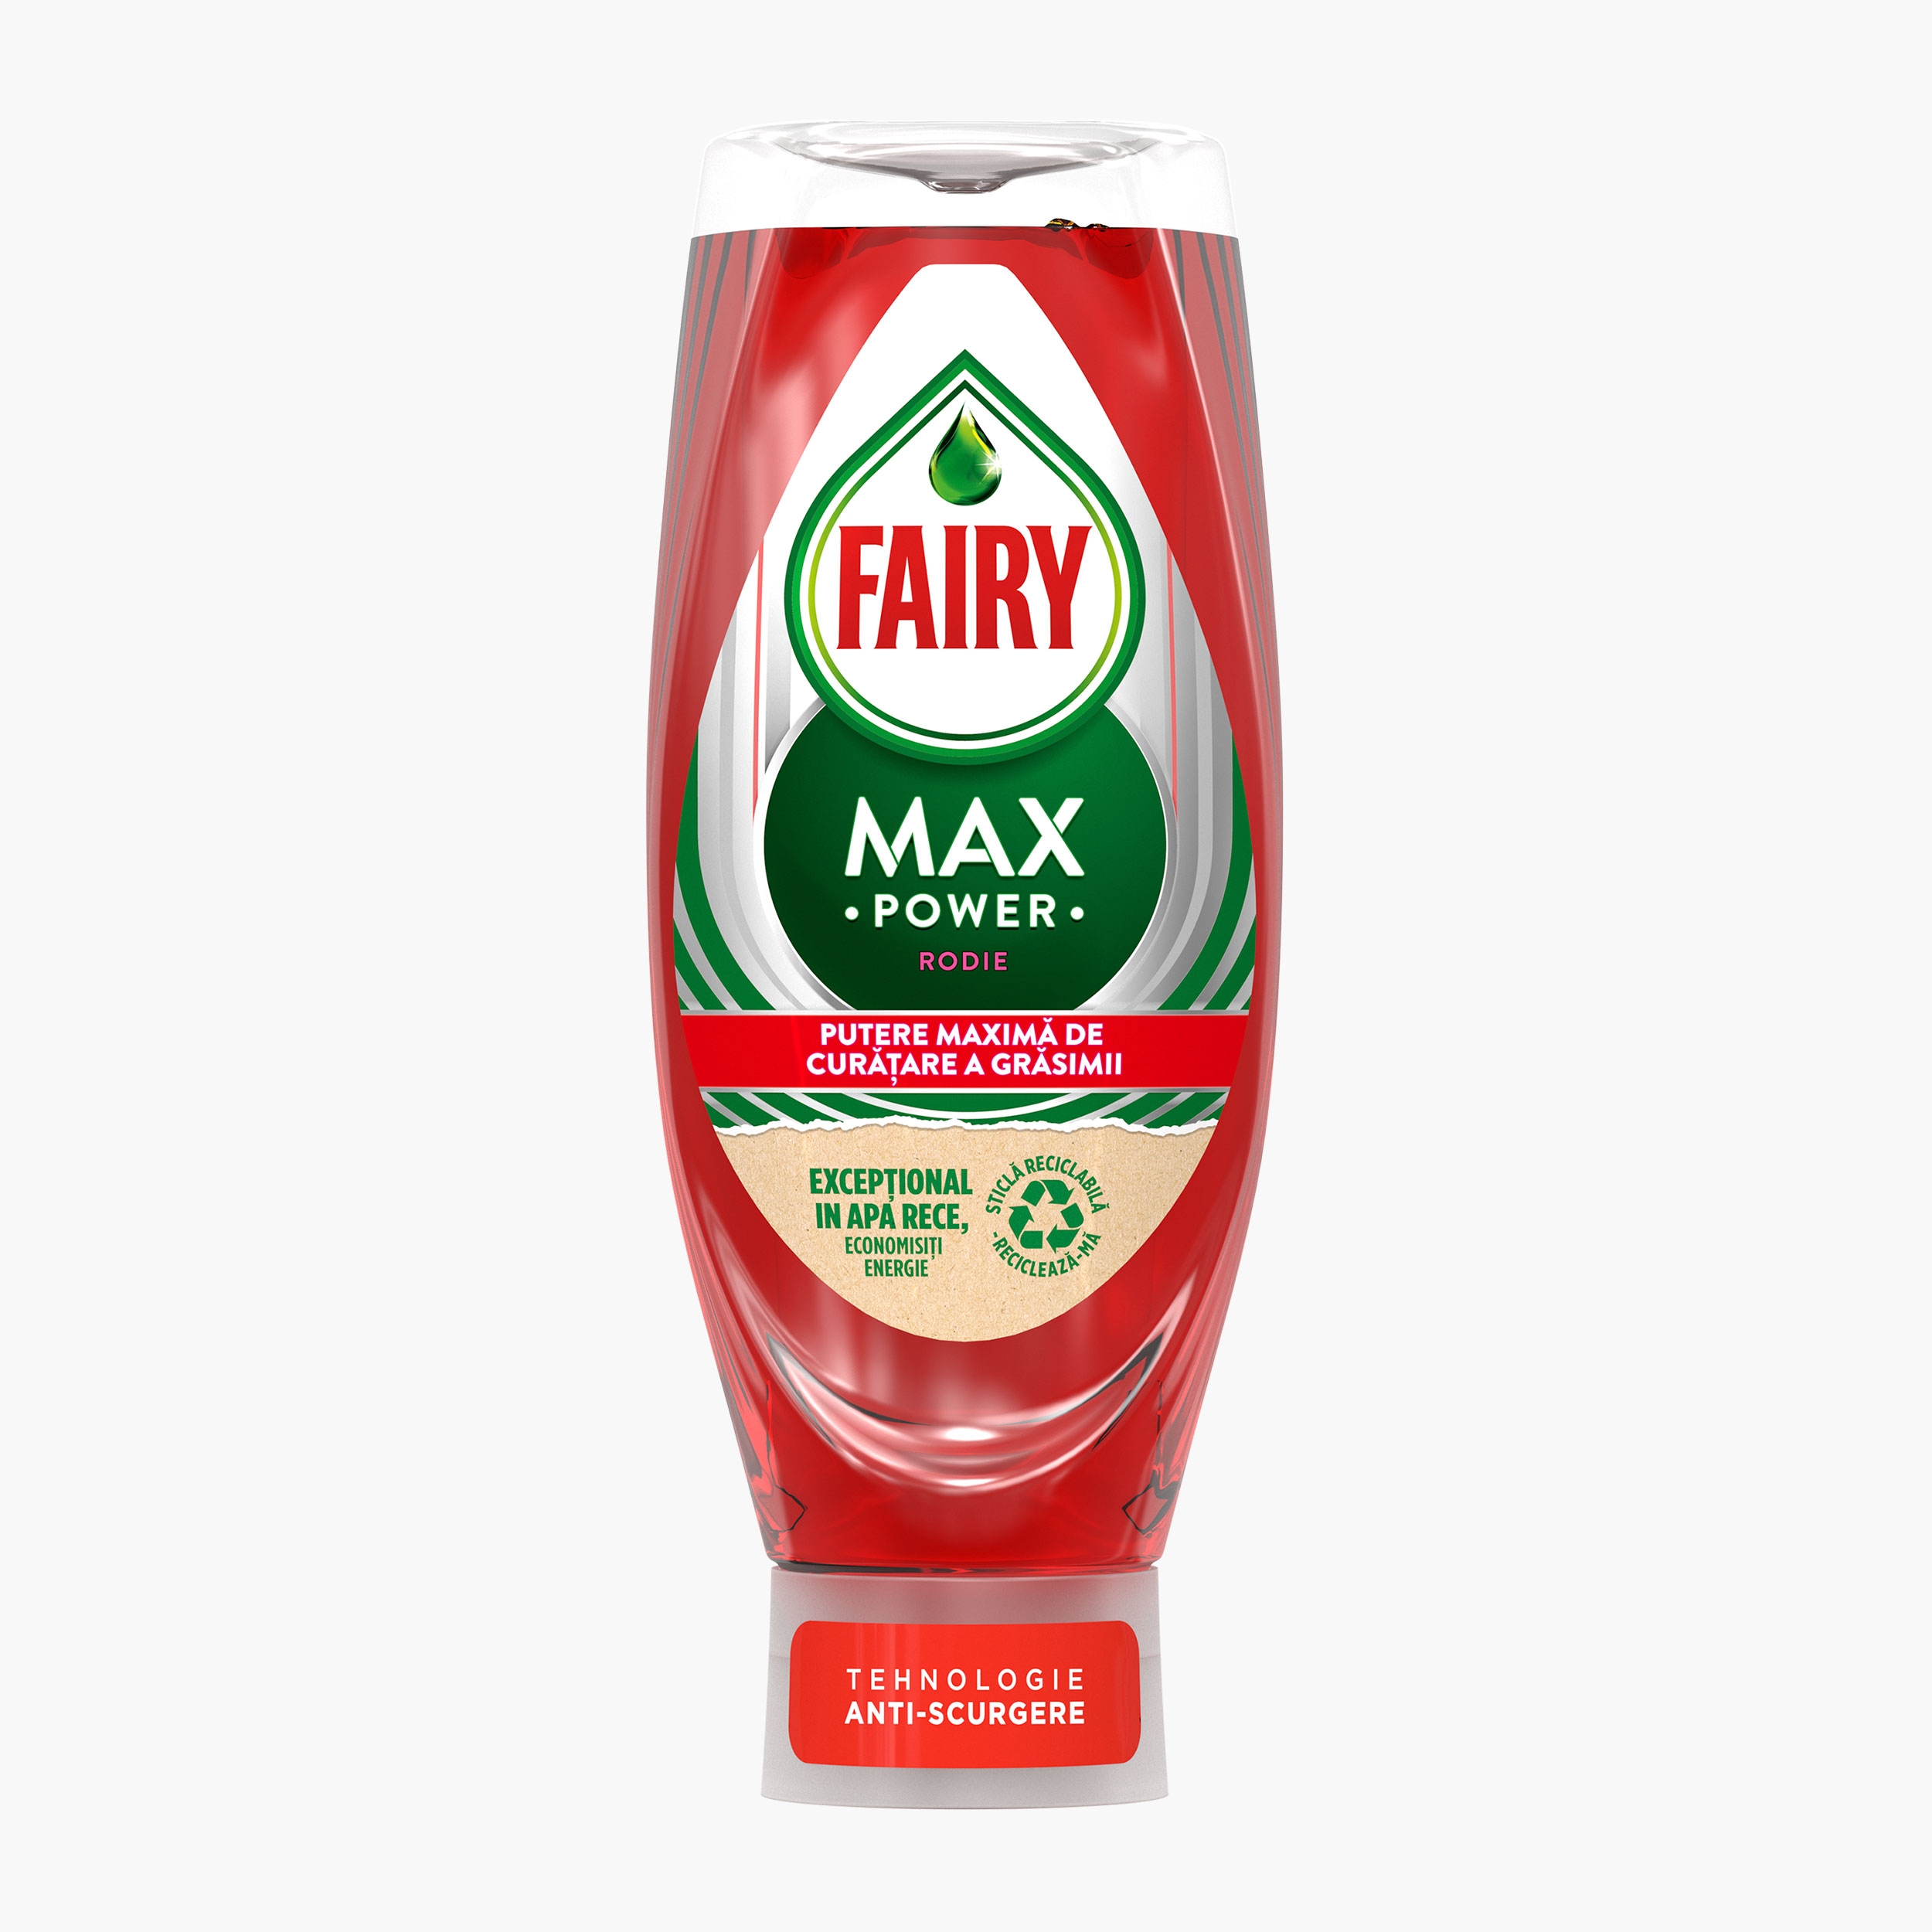 FAIRY
MAX
•POWER•
RODIE
PUTERE MAXIMĂ DE
CURĂȚARE A GRĂSIMII
EXCEPȚIONAL
IN APA RECE,
ECONOMISIȚI
ENERGIE
STICLĂ RECICLABILĂ
-RECICLEAZĂ-MĂ
TEHNOLOGIE
ANTI-SCURGERE